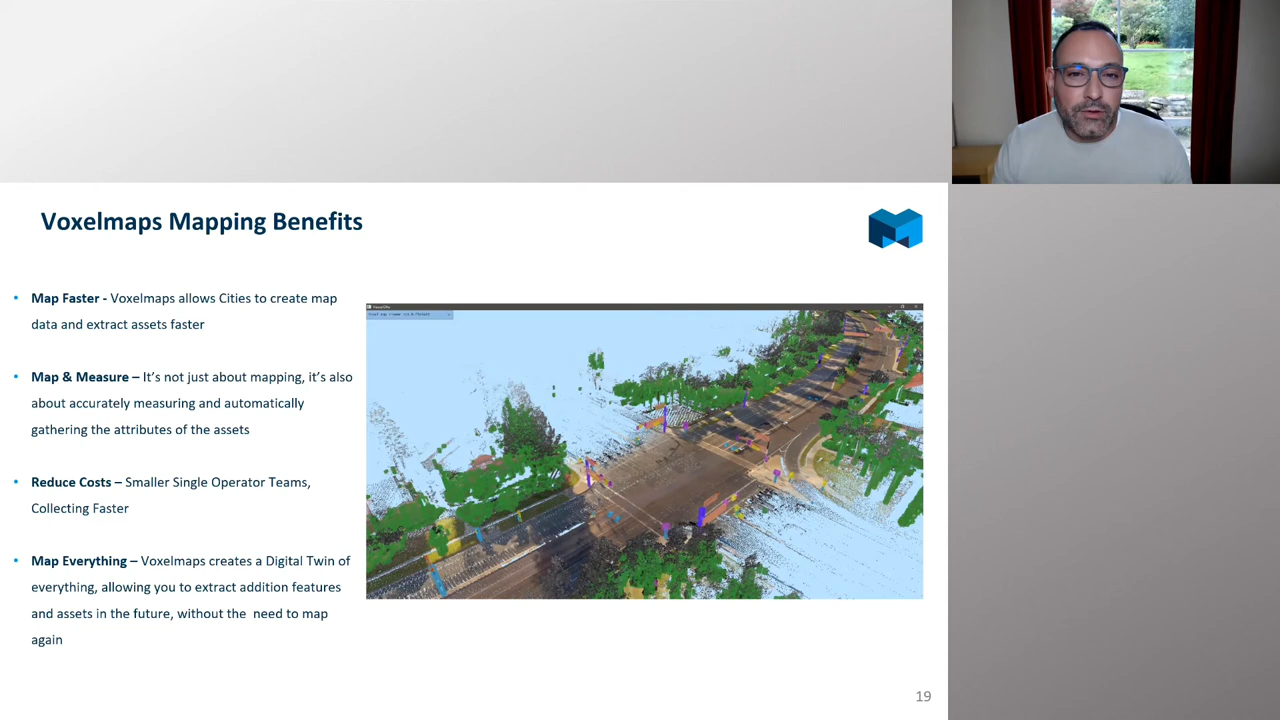 Voxelmaps Mapping Benefits
• Map Faster - Voxelmaps allows Cities to create map
data and extract assets faster
• Map & Measure – It's not just about mapping, it's also
about accurately measuring and automatically
gathering the attributes of the assets
• Reduce Costs – Smaller Single Operator Teams,
Collecting Faster
• Map Everything – Voxelmaps creates a Digital Twin of
everything, allowing you to extract addition features
and assets in the future, without the need to map
again
19